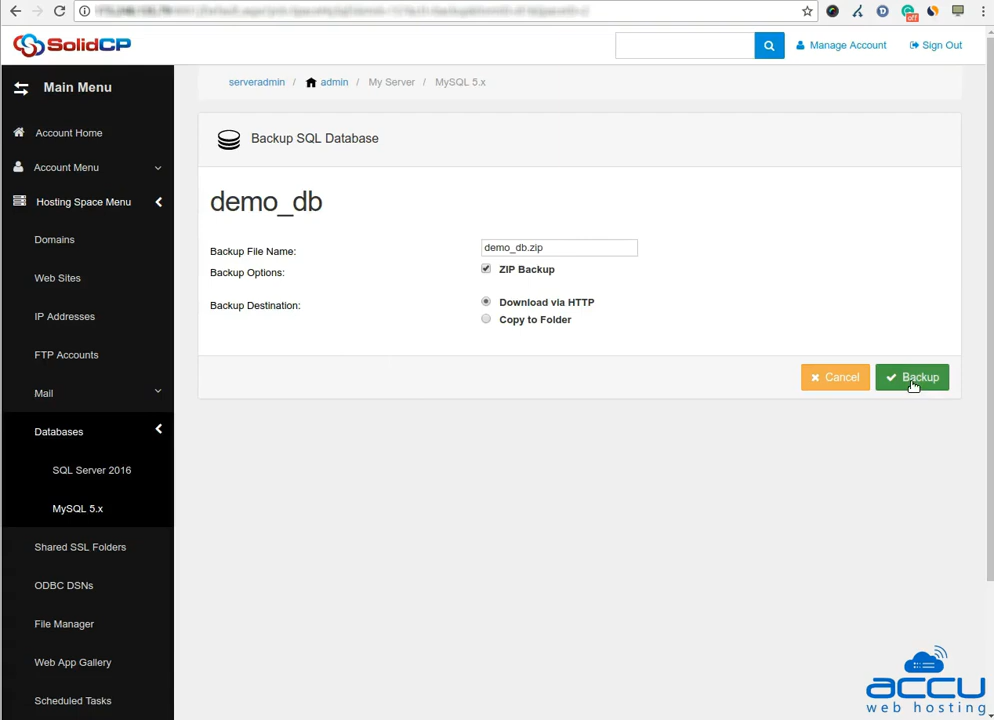 SolidCP
Manage Account
Sign Out
Main Menu
serveradmin / admin / My Server / MySQL 5.x
Account Home
Account Menu
Hosting Space Menu
Domains
Web Sites
IP Addresses
FTP Accounts
Mail
Databases
SQL Server 2016
MySQL 5.x
Shared SSL Folders
ODBC DSNs
File Manager
Web App Gallery
Scheduled Tasks
Backup SQL Database
demo_db
Backup File Name: demo_db.zip
Backup Options: ZIP Backup
Backup Destination: Download via HTTP
Copy to Folder
Cancel Backup
accu
web hosting
off